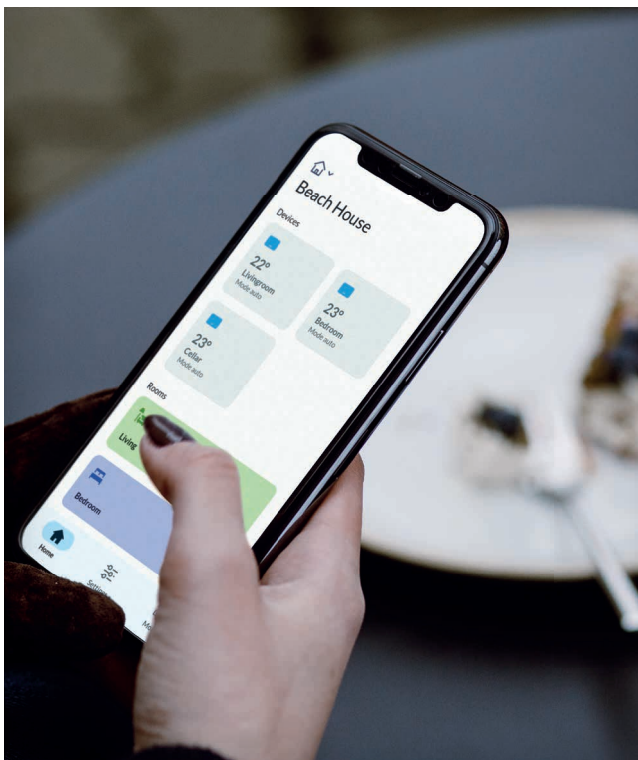 Beach House
Devices
22°
Livingroom
Mode auto
23°
Bedroom
Mode auto
23°
Cellar
Mode auto
Rooms
Living
Bedroom
Home